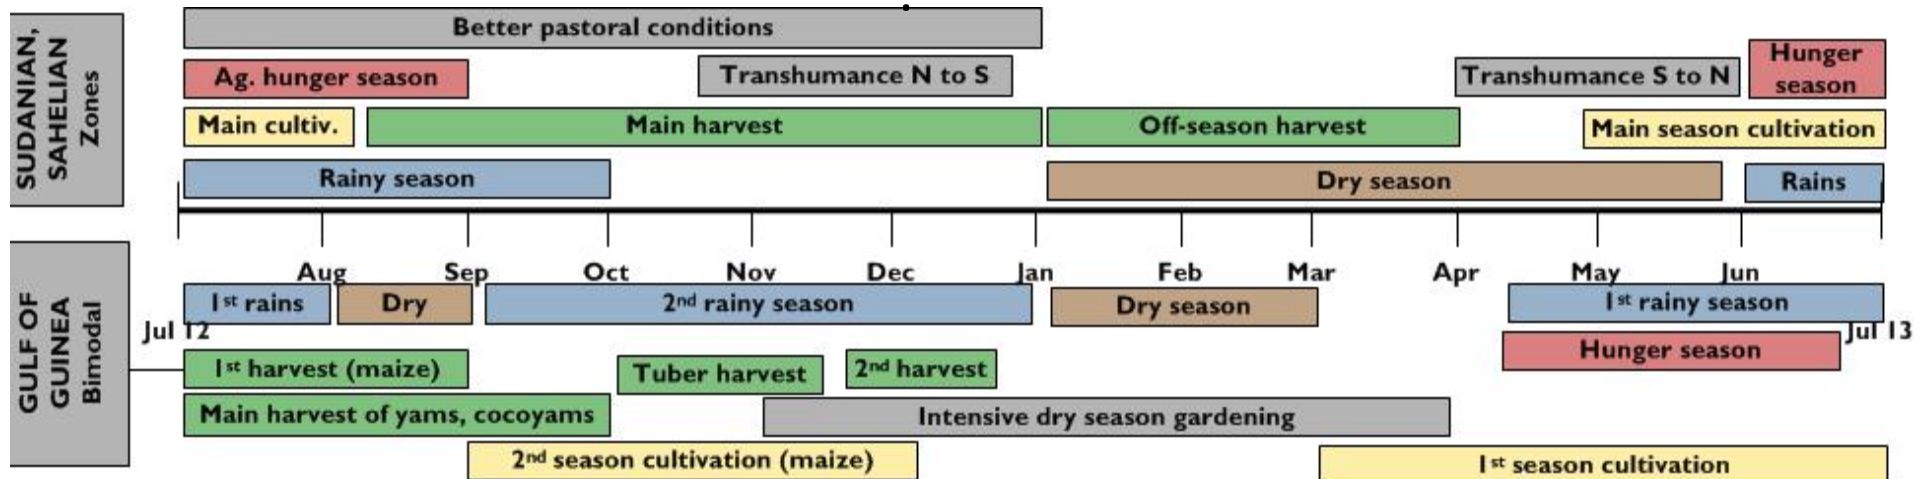 SUDANIAN,
SAHELIAN
Zones
Better pastoral conditions
Ag. hunger season
Transhumance N to S
Transhumance S to N
Hunger
season
Main cultiv.
Main harvest
Off-season harvest
Main season cultivation
Rainy season
Dry season
Rains
Aug
Sep
Oct
Nov
Dec
Jan
Feb
Mar
Apr
May
Jun
Jul 12
Jul 13
GULF OF
GUINEA
Bimodal
1st rains
Dry
2nd rainy season
Dry season
1st rainy season
Hunger season
1st harvest (maize)
Tuber harvest
2nd harvest
Main harvest of yams, cocoyams
Intensive dry season gardening
2nd season cultivation (maize)
1st season cultivation